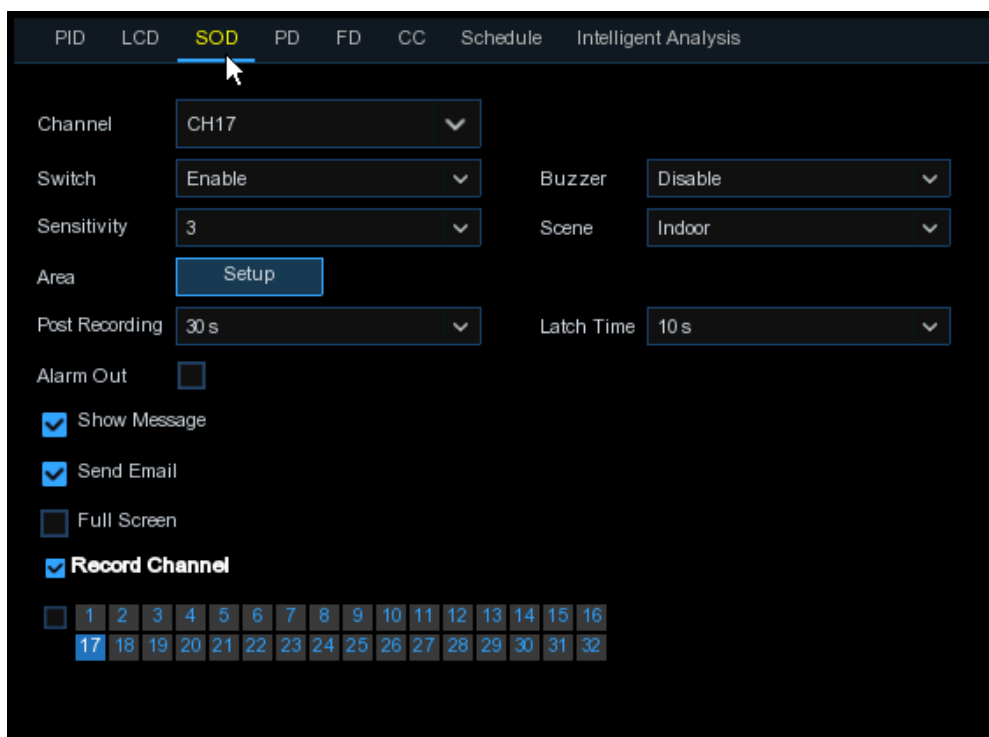 PID LCD SOD PD FD CC Schedule Intelligent Analysis
Channel CH17
Switch Enable Buzzer Disable
Sensitivity 3 Scene Indoor
Area Setup
Post Recording 30 s Latch Time 10 s
Alarm Out
Show Message
Send Email
Full Screen
Record Channel
1 2 3 4 5 6 7 8 9 10 11 12 13 14 15 16
17 18 19 20 21 22 23 24 25 26 27 28 29 30 31 32